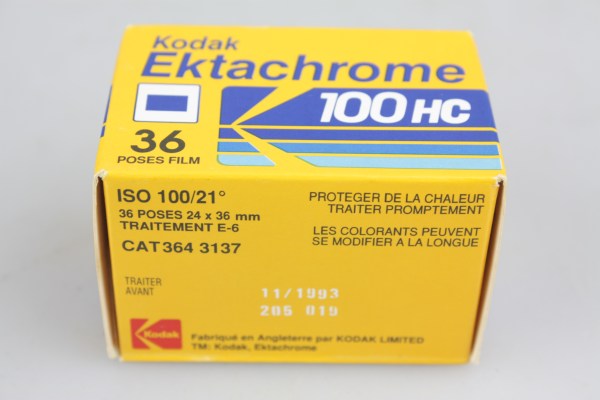 Kodak
Ektachrome
100 HC
36
POSES FILM
ISO 100/21°
36 POSES 24 x 36 mm
TRAITEMENT E-6
CAT 364 3137
PROTEGER DE LA CHALEUR
TRAITER PROMPTEMENT
LES COLORANTS PEUVENT
SE MODIFIER A LA LONGUE
TRAITER
AVANT
11/1993
205 015
Kodak
Fabriqué en Angleterre par KODAK LIMITED
TM: Kodak, Ektachrome